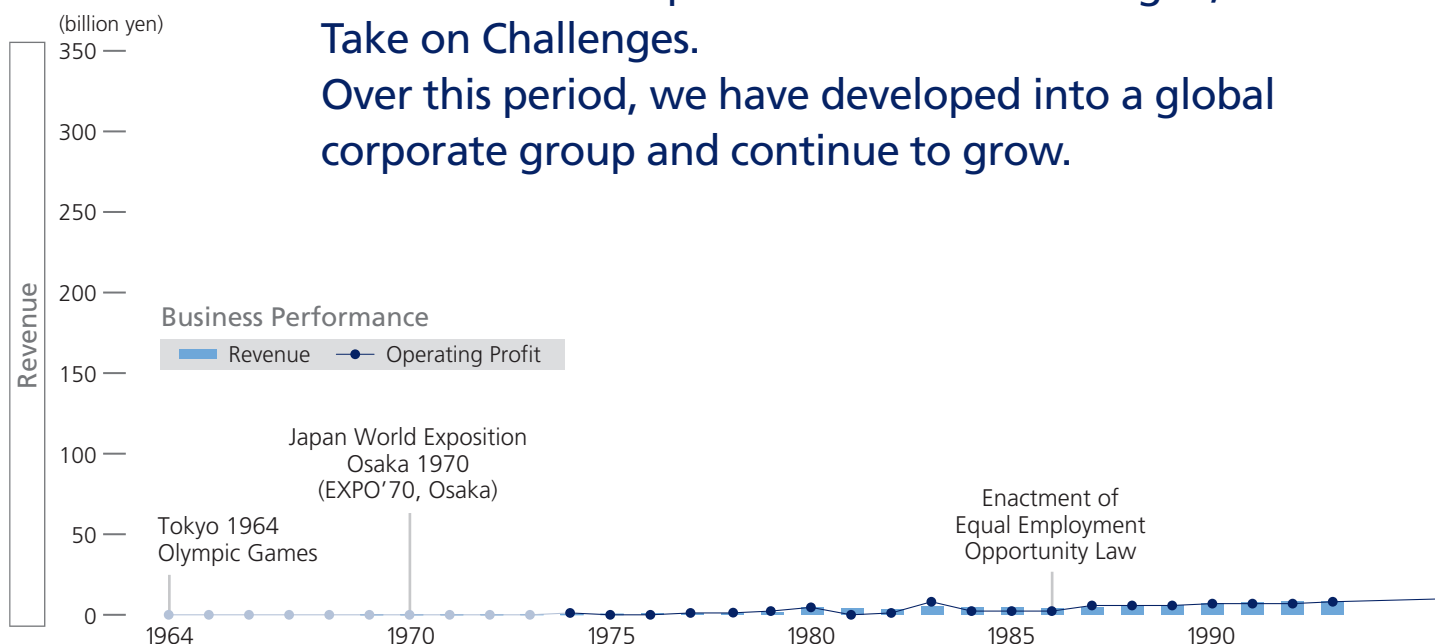 Take on Challenges.
Over this period, we have developed into a global
corporate group and continue to grow.
(billion yen)
350
300
250
200
150
100
50
0
Revenue
Business Performance
Revenue
Operating Profit
Japan World Exposition
Osaka 1970
(EXPO’70, Osaka)
Tokyo 1964
Olympic Games
Enactment of
Equal Employment
Opportunity Law
1964
1970
1975
1980
1985
1990